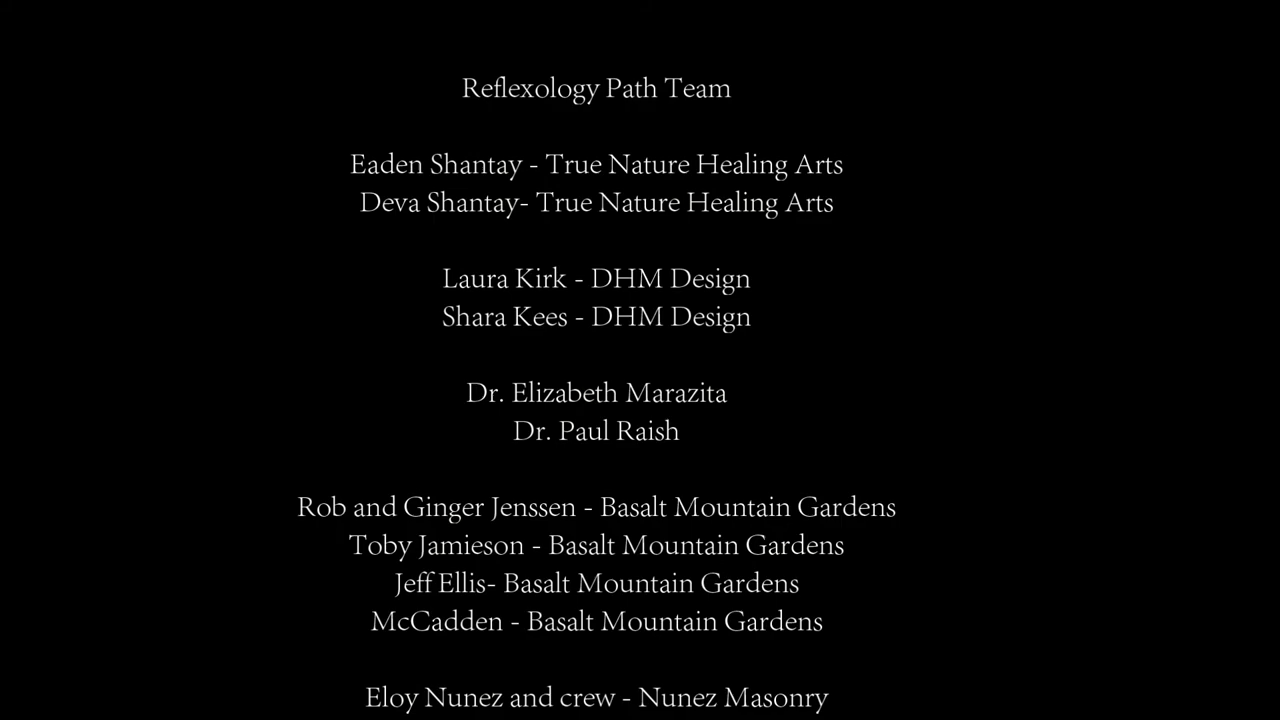 Reflexology Path Team
Eaden Shantay - True Nature Healing Arts
Deva Shantay- True Nature Healing Arts
Laura Kirk - DHM Design
Shara Kees - DHM Design
Dr. Elizabeth Marazita
Dr. Paul Raish
Rob and Ginger Jenssen - Basalt Mountain Gardens
Toby Jamieson - Basalt Mountain Gardens
Jeff Ellis- Basalt Mountain Gardens
McCadden - Basalt Mountain Gardens
Eloy Nunez and crew - Nunez Masonry